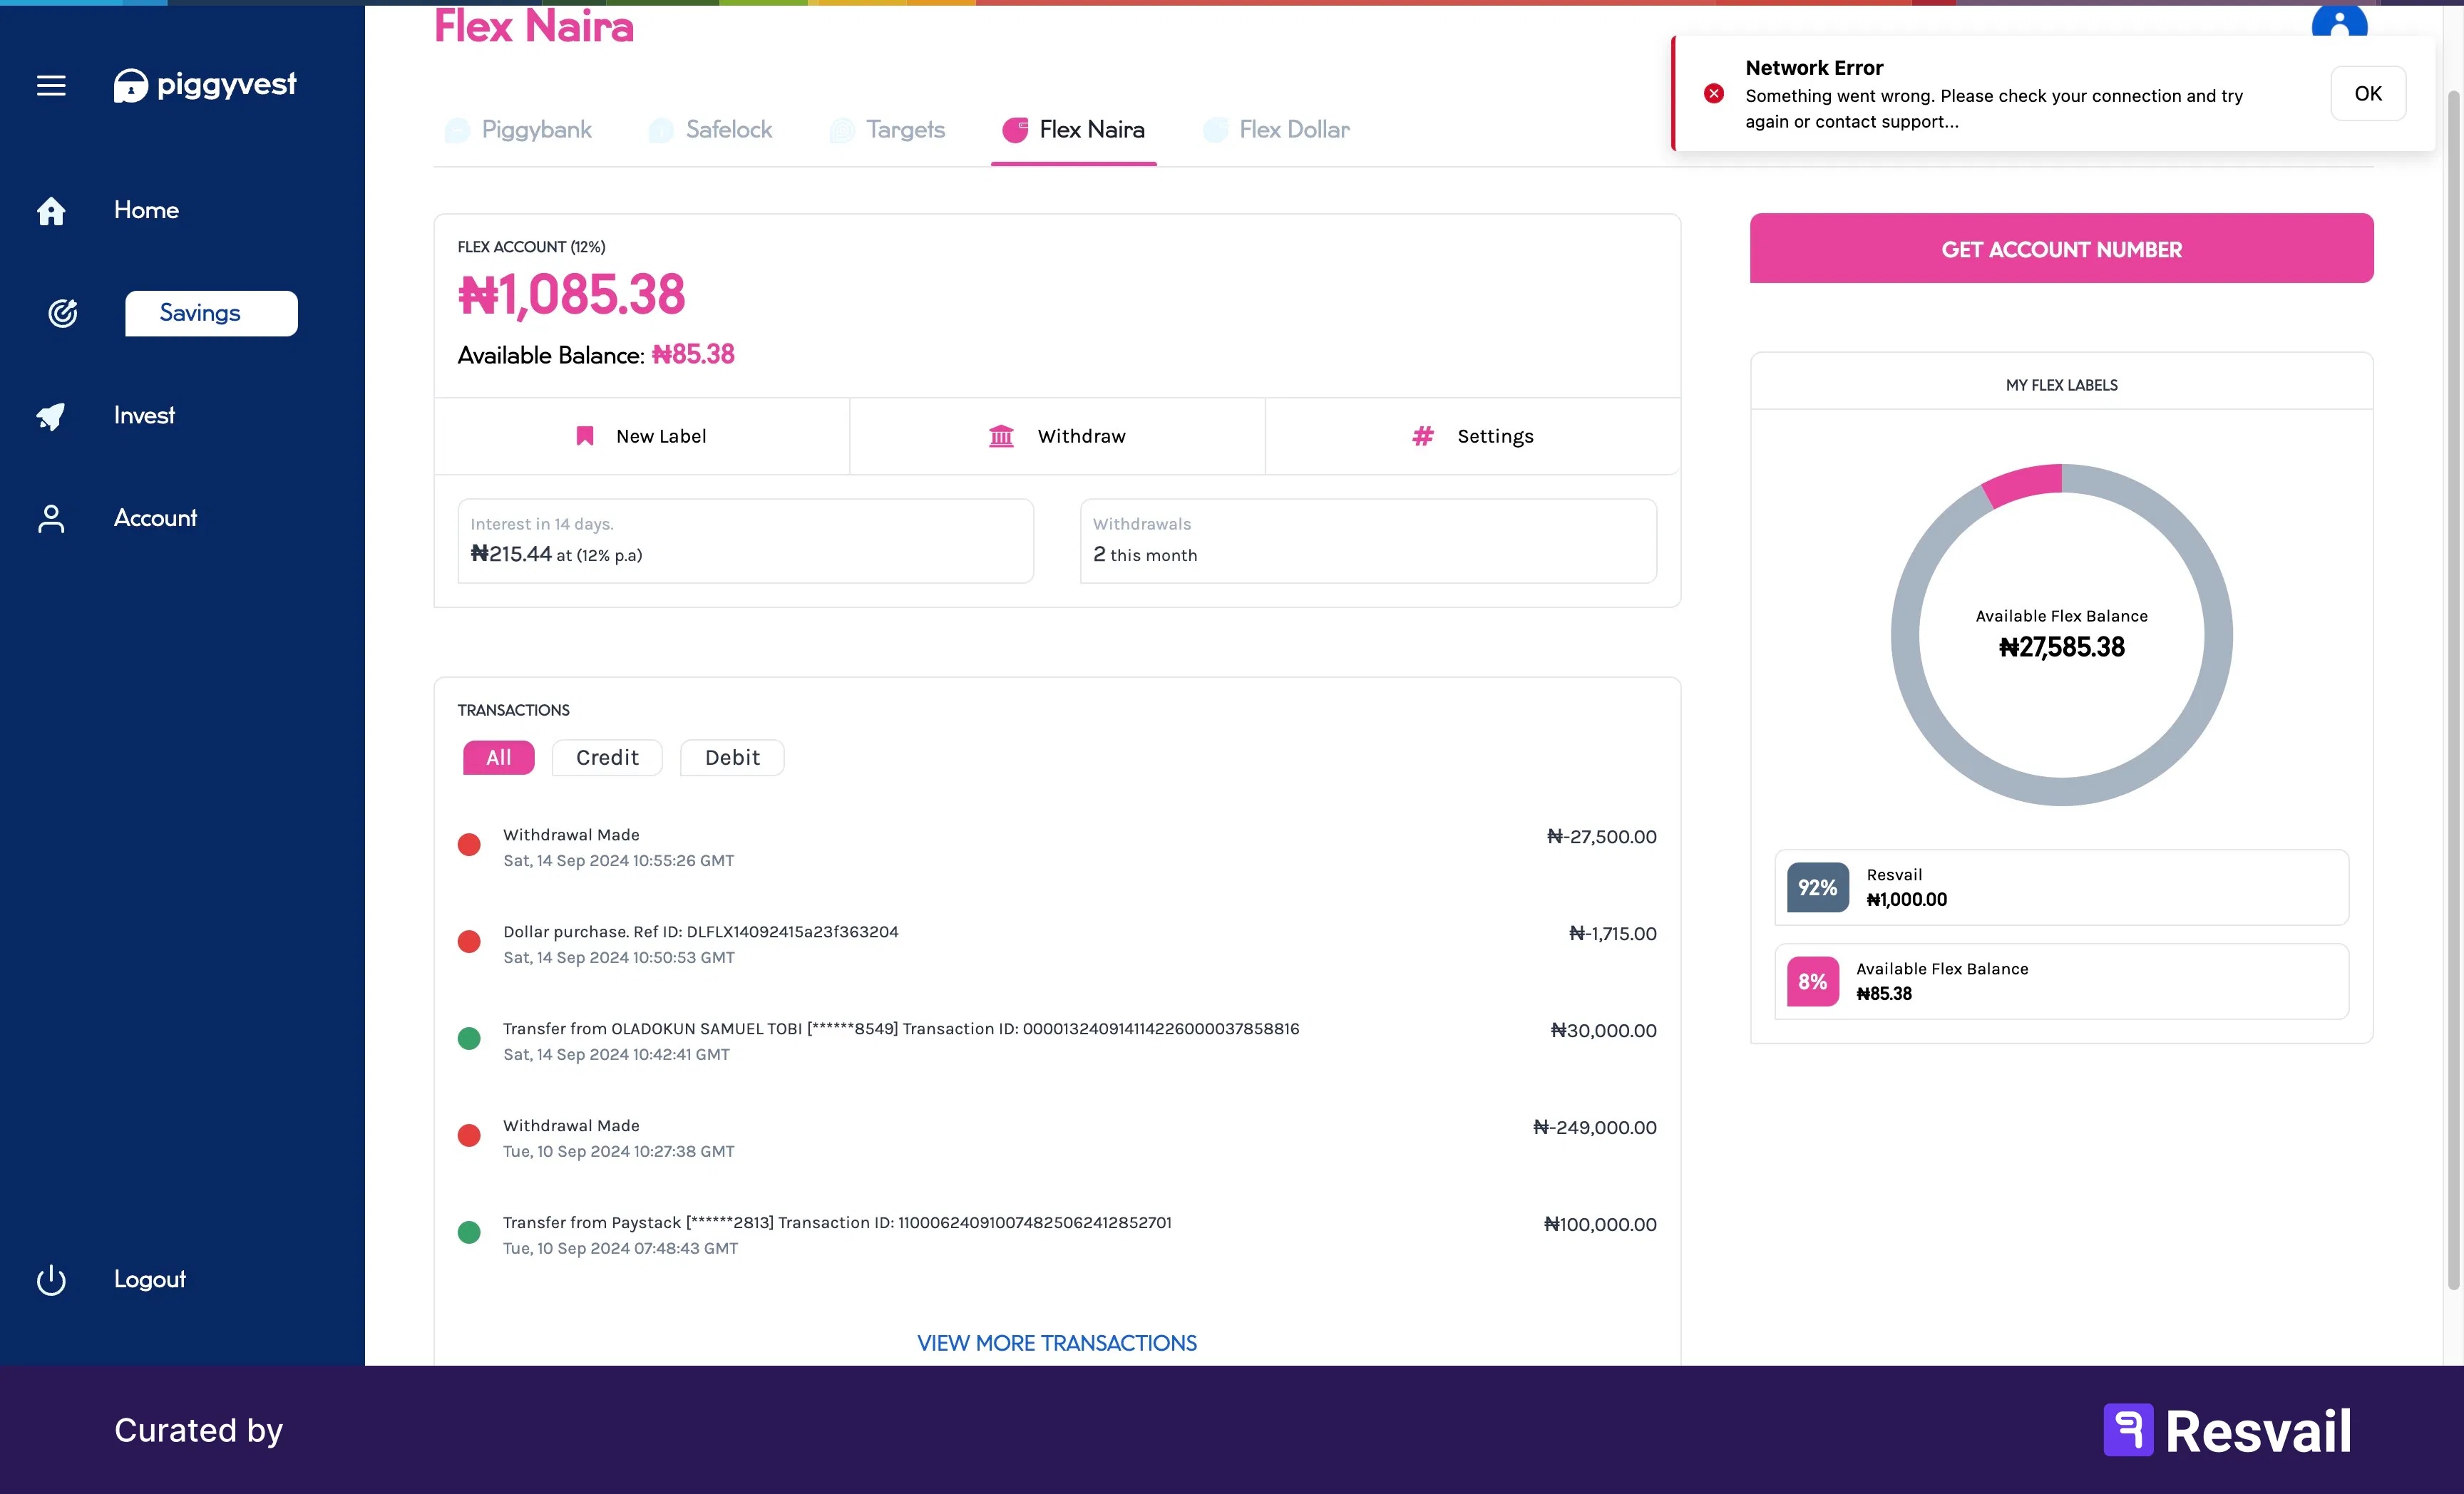 Flex Naira
Network Error
Something went wrong. Please check your connection and try
again or contact support...
OK
piggyvest
Piggybank
Safelock
Targets
Flex Naira
Flex Dollar
Home
Savings
Invest
Account
Logout
FLEX ACCOUNT (12%)
₦1,085.38
Available Balance: ₦85.38
New Label
Withdraw
Settings
Interest in 14 days.
₦215.44 at (12% p.a)
Withdrawals
2 this month
GET ACCOUNT NUMBER
MY FLEX LABELS
Available Flex Balance
₦27,585.38
92%
Resvail
₦1,000.00
8%
Available Flex Balance
₦85.38
TRANSACTIONS
All
Credit
Debit
Withdrawal Made
₦-27,500.00
Sat, 14 Sep 2024 10:55:26 GMT
Dollar purchase. Ref ID: DLFLX14092415a23f363204
₦-1,715.00
Sat, 14 Sep 2024 10:50:53 GMT
Transfer from OLADOKUN SAMUEL TOBI [******8549] Transaction ID: 000013240914114226000037858816
₦30,000.00
Sat, 14 Sep 2024 10:42:41 GMT
Withdrawal Made
₦-249,000.00
Tue, 10 Sep 2024 10:27:38 GMT
Transfer from Paystack [******2813] Transaction ID: 110006240910074825062412852701
₦100,000.00
Tue, 10 Sep 2024 07:48:43 GMT
VIEW MORE TRANSACTIONS
Curated by
Resvail